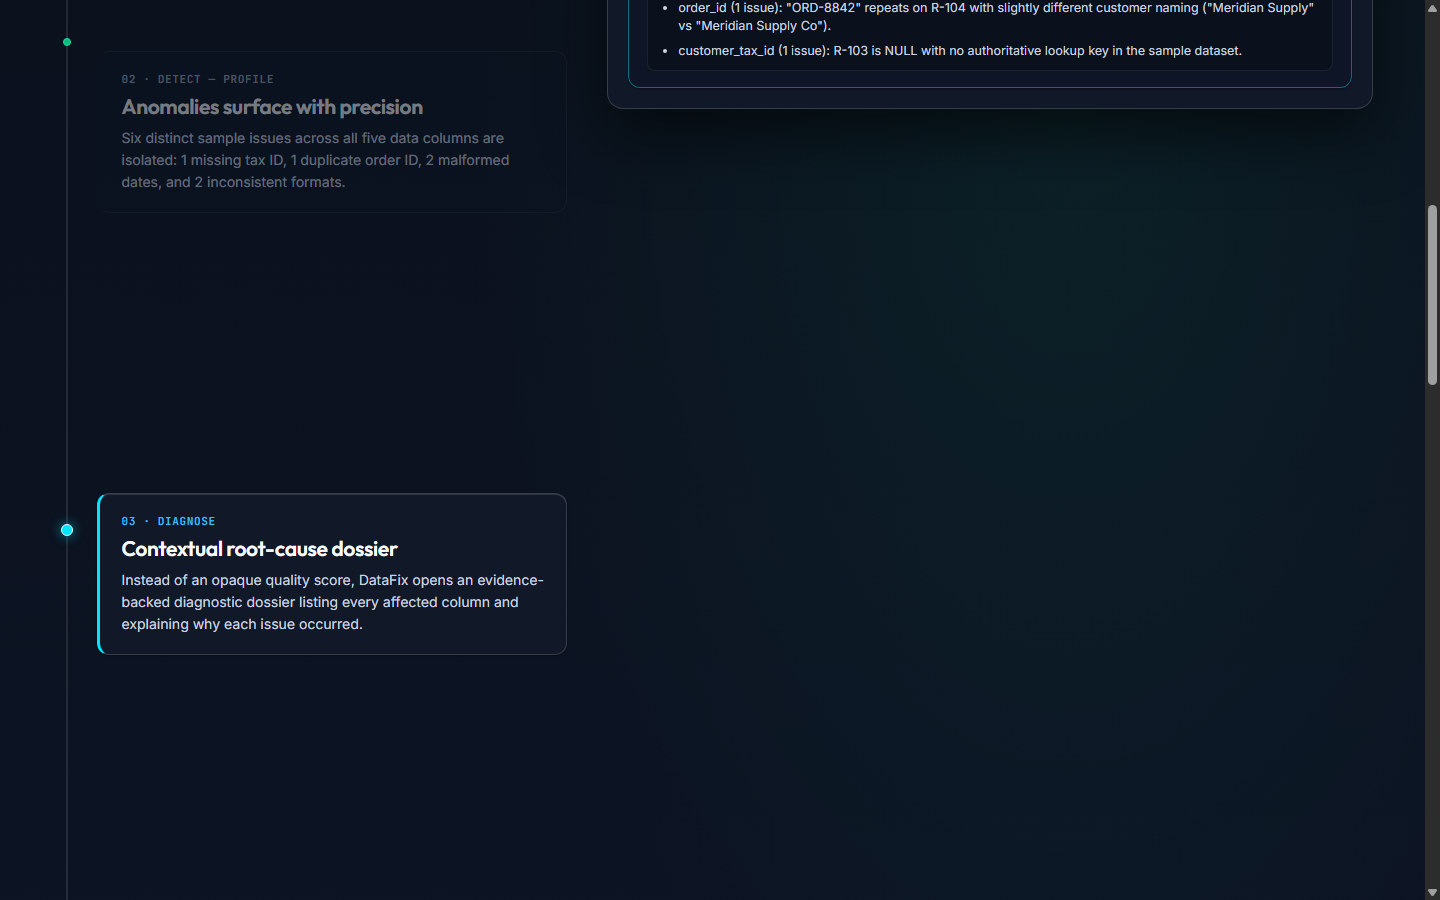 order_id (1 issue): "ORD-8842" repeats on R-104 with slightly different customer naming ("Meridian Supply"
vs "Meridian Supply Co").
customer_tax_id (1 issue): R-103 is NULL with no authoritative lookup key in the sample dataset.
02 · DETECT — PROFILE
Anomalies surface with precision
Six distinct sample issues across all five data columns are
isolated: 1 missing tax ID, 1 duplicate order ID, 2 malformed
dates, and 2 inconsistent formats.
03 · DIAGNOSE
Contextual root-cause dossier
Instead of an opaque quality score, DataFix opens an evidence-
backed diagnostic dossier listing every affected column and
explaining why each issue occurred.